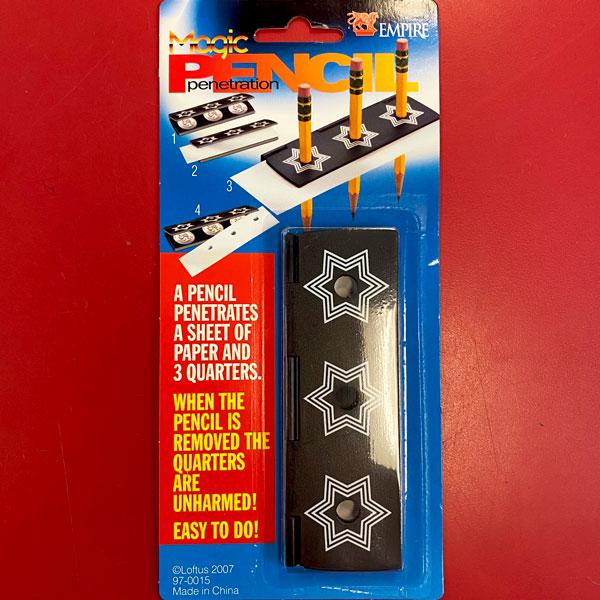 EMPIRE
Magic
PENCIL
penetration
1
2
3
4
A PENCIL
PENETRATES
A SHEET OF
PAPER AND
3 QUARTERS.
WHEN THE
PENCIL IS
REMOVED THE
QUARTERS
ARE
UNHARMED!
EASY TO DO!
©Loftus 2007
97-0015
Made in China